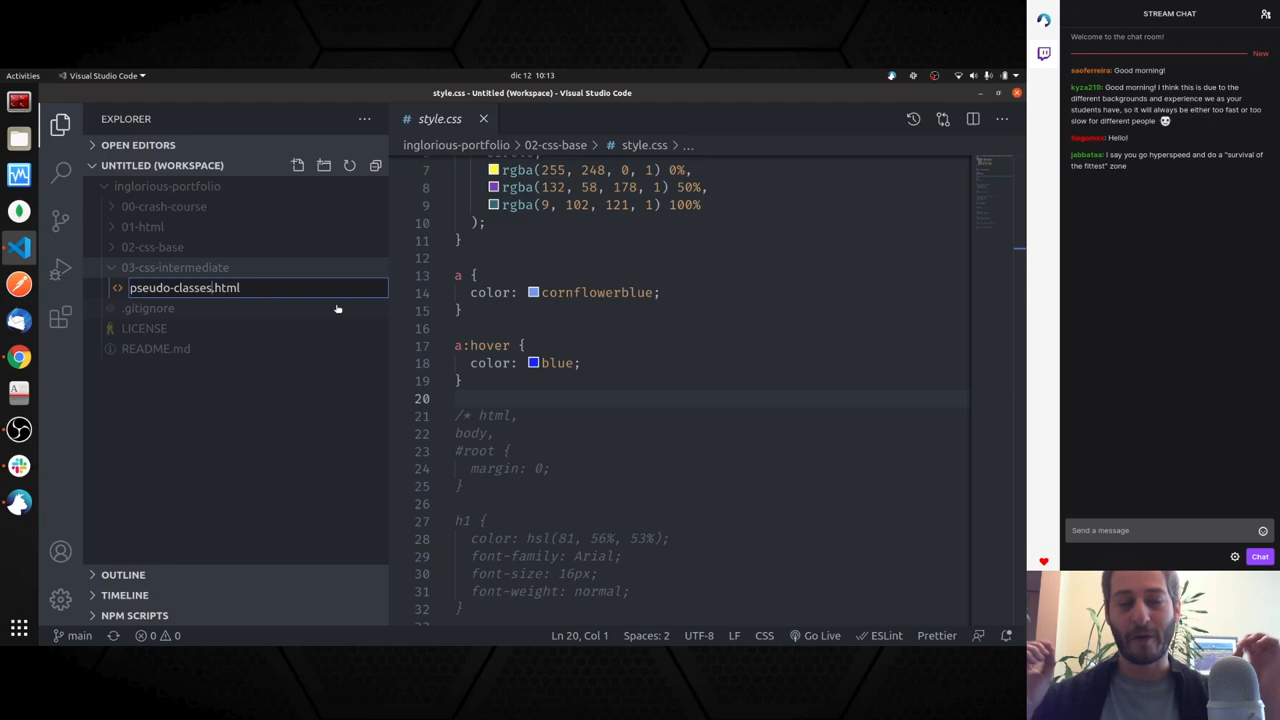 Activities
Visual Studio Code
dic 12 10:13
style.css - Untitled (Workspace) - Visual Studio Code
EXPLORER
OPEN EDITORS
UNTITLED (WORKSPACE)
inglorious-portfolio
00-crash-course
01-html
02-css-base
03-css-intermediate
pseudo-classes.html
.gitignore
LICENSE
README.md
OUTLINE
TIMELINE
NPM SCRIPTS
# style.css
inglorious-portfolio > 02-css-base > # style.css > ...
7 rgba(255, 248, 0, 1) 0%,
8 rgba(132, 58, 178, 1) 50%,
9 rgba(9, 102, 121, 1) 100%
10 );
11 }
12
13 a {
14 color: cornflowerblue;
15 }
16
17 a:hover {
18 color: blue;
19 }
20
21 /* html,
22 body,
23 #root {
24 margin: 0;
25 }
26
27 h1 {
28 color: hsl(81, 56%, 53%);
29 font-family: Arial;
30 font-size: 16px;
31 font-weight: normal;
32 }
main
0 0
Ln 20, Col 1
Spaces: 2
UTF-8
LF
CSS
Go Live
ESLint
Prettier
STREAM CHAT
Welcome to the chat room!
New
saoferreira: Good morning!
kyza219: Good morning! I think this is due to the
different backgrounds and experience we as your
students have, so it will always be either too fast or too
slow for different people
: Hello!
jabbataa: I say you go hyperspeed and do a "survival of
the fittest" zone
Send a message
Chat